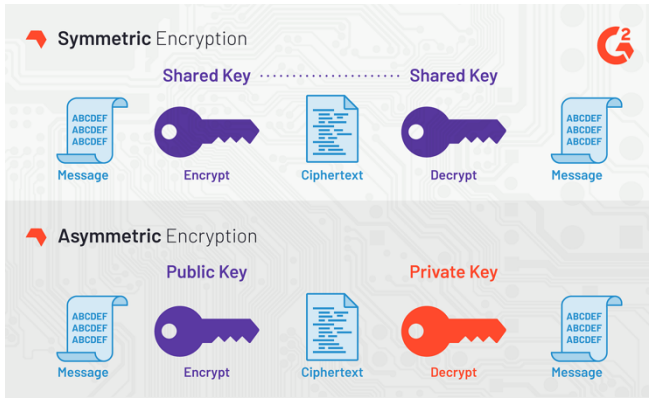 Symmetric Encryption
G2
Shared Key Shared Key
ABCDEF
ABCDEF
ABCDEF
ABCDEF
ABCDEF
ABCDEF
Message Encrypt Ciphertext Decrypt Message
Asymmetric Encryption
Public Key Private Key
ABCDEF
ABCDEF
ABCDEF
ABCDEF
ABCDEF
ABCDEF
Message Encrypt Ciphertext Decrypt Message